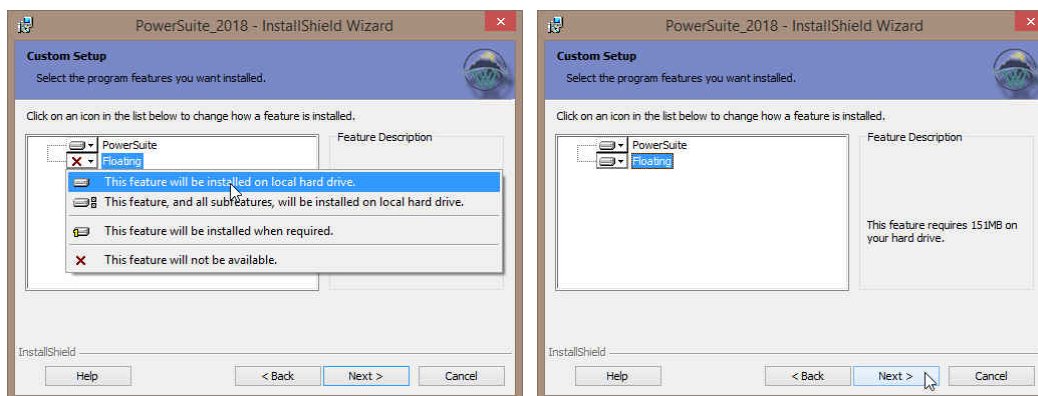 PowerSuite_2018 - InstallShield Wizard
Custom Setup
Select the program features you want installed.
Click on an icon in the list below to change how a feature is installed.
PowerSuite
Floating
Feature Description
This feature will be installed on local hard drive.
This feature, and all subfeatures, will be installed on local hard drive.
This feature will be installed when required.
This feature will not be available.
InstallShield
Help
< Back
Next >
Cancel
PowerSuite_2018 - InstallShield Wizard
Custom Setup
Select the program features you want installed.
Click on an icon in the list below to change how a feature is installed.
PowerSuite
Floating
Feature Description
This feature requires 151MB on
your hard drive.
InstallShield
Help
< Back
Next >
Cancel